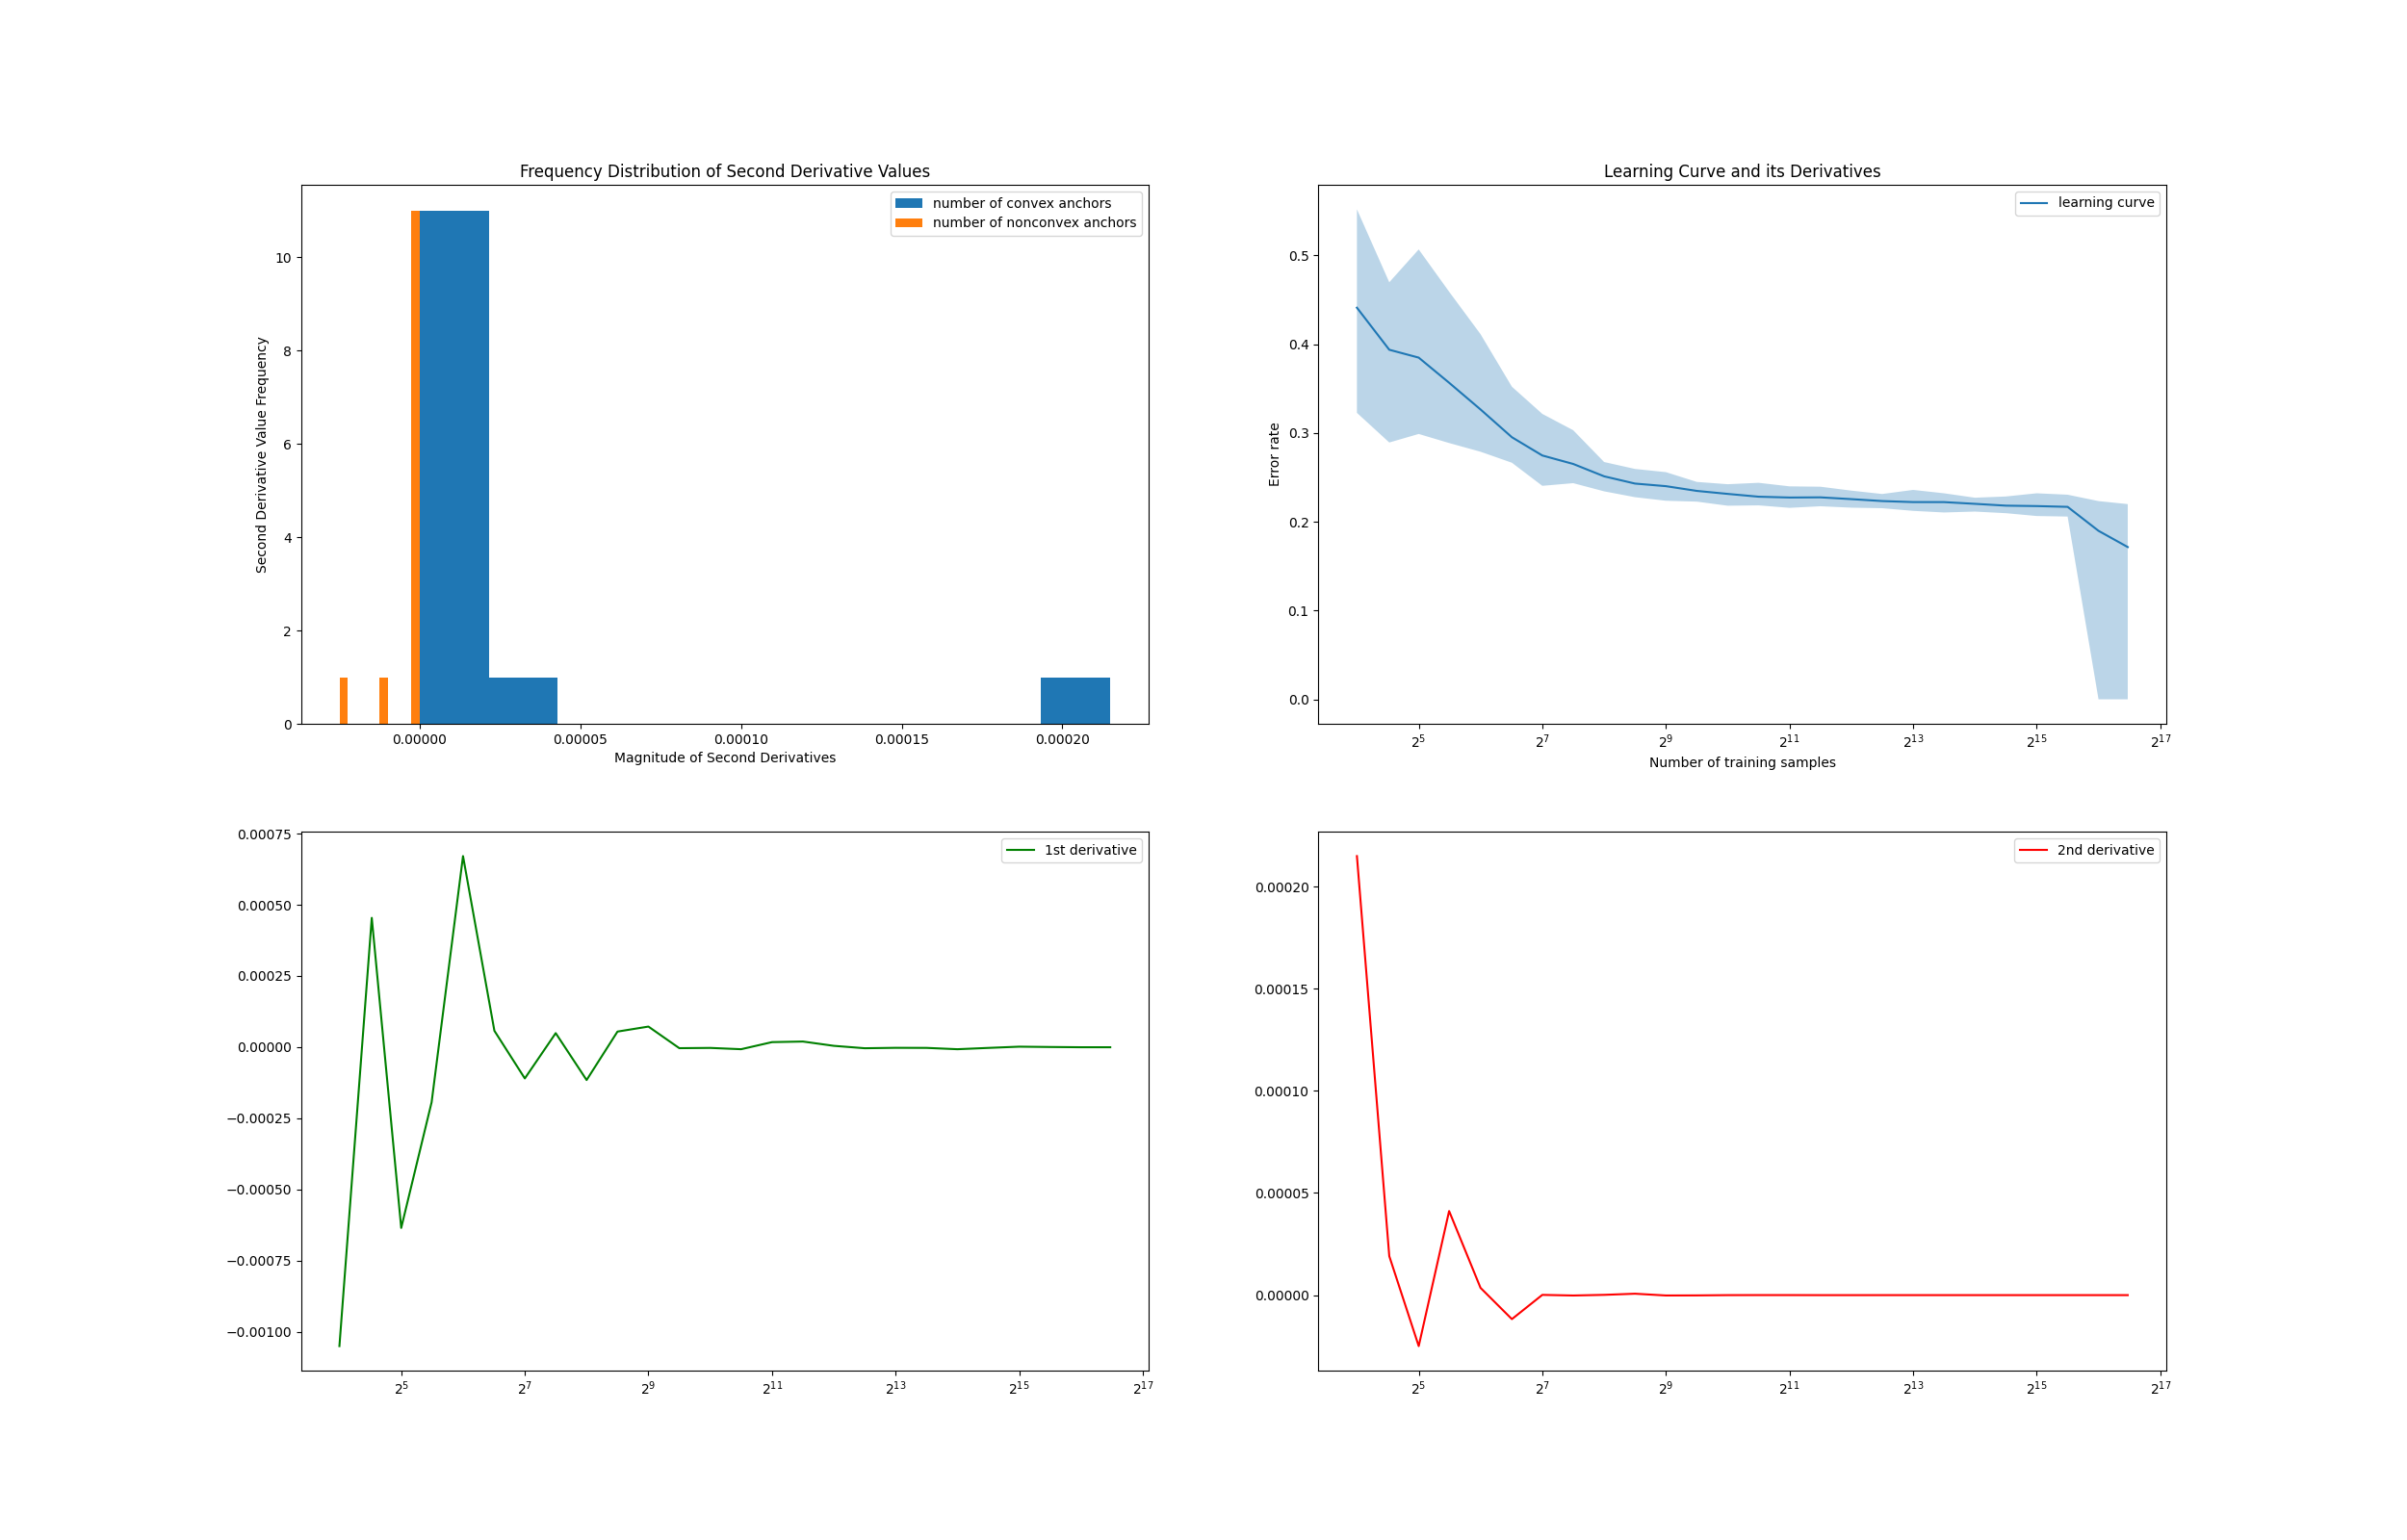 Frequency Distribution of Second Derivative Values
number of convex anchors
number of nonconvex anchors
Second Derivative Value Frequency
10
8
6
4
2
0
0.00000 0.00005 0.00010 0.00015 0.00020
Magnitude of Second Derivatives
Learning Curve and its Derivatives
learning curve
Error rate
0.5
0.4
0.3
0.2
0.1
0.0
2^5 2^7 2^9 2^11 2^13 2^15 2^17
Number of training samples
1st derivative
0.00075
0.00050
0.00025
0.00000
−0.00025
−0.00050
−0.00075
−0.00100
2^5 2^7 2^9 2^11 2^13 2^15 2^17
2nd derivative
0.00020
0.00015
0.00010
0.00005
0.00000
2^5 2^7 2^9 2^11 2^13 2^15 2^17